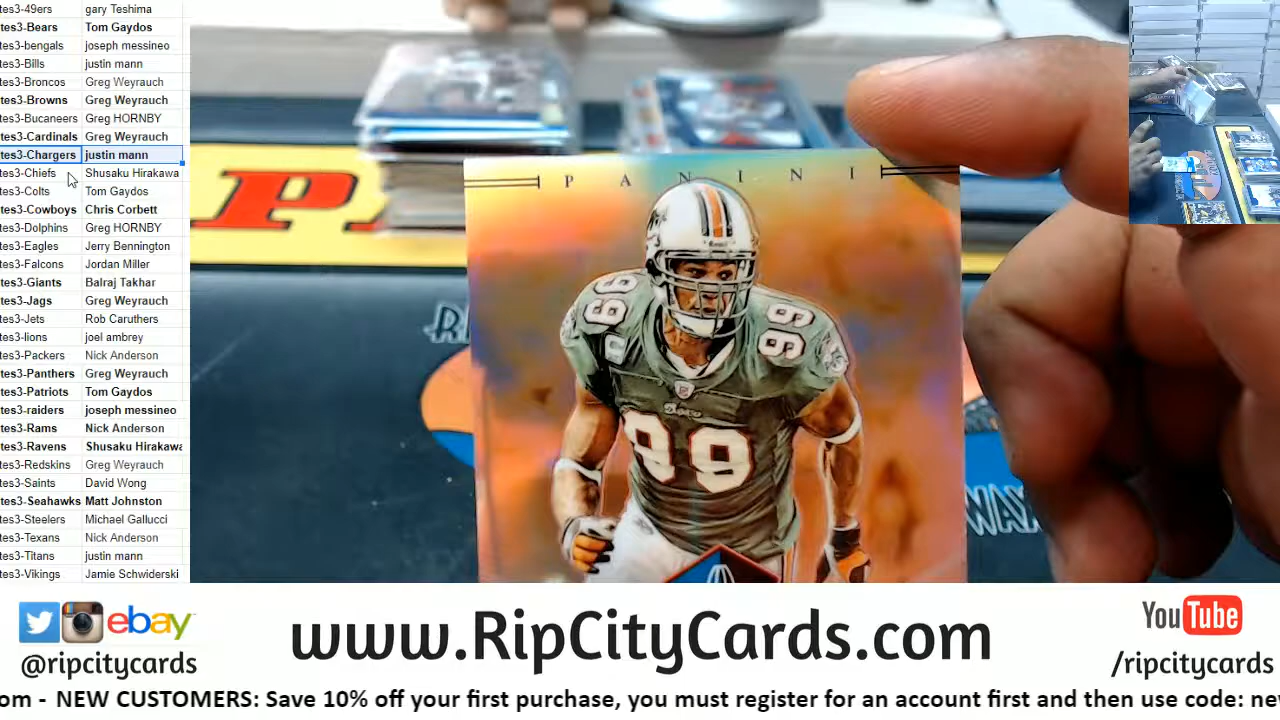 tes3-49ers gary Teshima
tes3-Bears Tom Gaydos
tes3-bengals joseph messineo
tes3-Bills justin mann
tes3-Broncos Greg Weyrauch
tes3-Browns Greg Weyrauch
tes3-Bucaneers Greg HORNBY
tes3-Cardinals Greg Weyrauch
tes3-Chargers justin mann
tes3-Chiefs Shusaku Hirakawa
tes3-Colts Tom Gaydos
tes3-Cowboys Chris Corbett
tes3-Dolphins Greg HORNBY
tes3-Eagles Jerry Bennington
tes3-Falcons Jordan Miller
tes3-Giants Balraj Takhar
tes3-Jags Greg Weyrauch
tes3-Jets Rob Caruthers
tes3-lions joel ambrey
tes3-Packers Nick Anderson
tes3-Panthers Greg Weyrauch
tes3-Patriots Tom Gaydos
tes3-raiders joseph messineo
tes3-Rams Nick Anderson
tes3-Ravens Shusaku Hirakawa
tes3-Redskins Greg Weyrauch
tes3-Saints David Wong
tes3-Seahawks Matt Johnston
tes3-Steelers Michael Gallucci
tes3-Texans Nick Anderson
tes3-Titans justin mann
tes3-Vikings Jamie Schwiderski
PANINI
99
99
99
WAX
ebay
@ripcitycards
www.RipCityCards.com
YouTube
/ripcitycards
om - NEW CUSTOMERS: Save 10% off your first purchase, you must register for an account first and then use code: ne